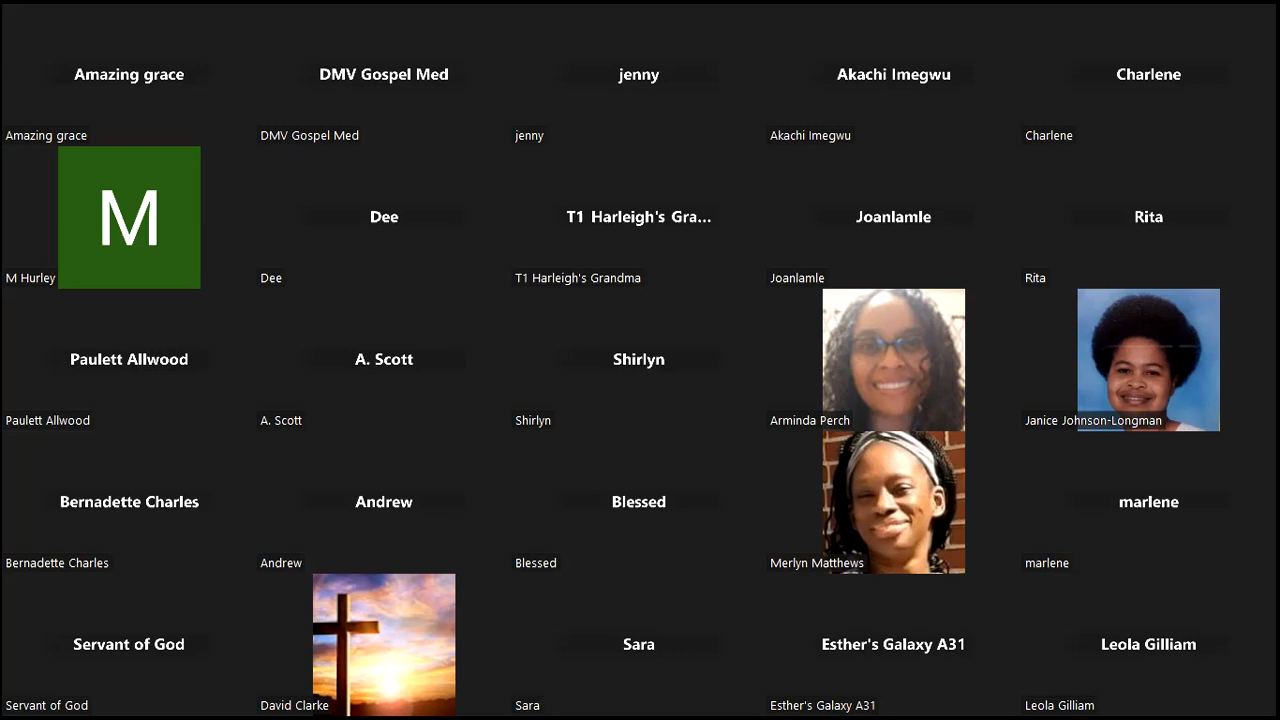 Amazing grace
DMV Gospel Med
jenny
Akachi Imegwu
Charlene
Amazing grace
DMV Gospel Med
jenny
Akachi Imegwu
Charlene
M
Dee
T1 Harleigh's Gra...
Joanlamle
Rita
M Hurley
Dee
T1 Harleigh's Grandma
Joanlamle
Rita
Paulett Allwood
A. Scott
Shirlyn
Paulett Allwood
A. Scott
Shirlyn
Arminda Perch
Janice Johnson-Longman
Bernadette Charles
Andrew
Blessed
marlene
Bernadette Charles
Andrew
Blessed
Merlyn Matthews
marlene
Servant of God
Sara
Esther's Galaxy A31
Leola Gilliam
Servant of God
David Clarke
Sara
Esther's Galaxy A31
Leola Gilliam